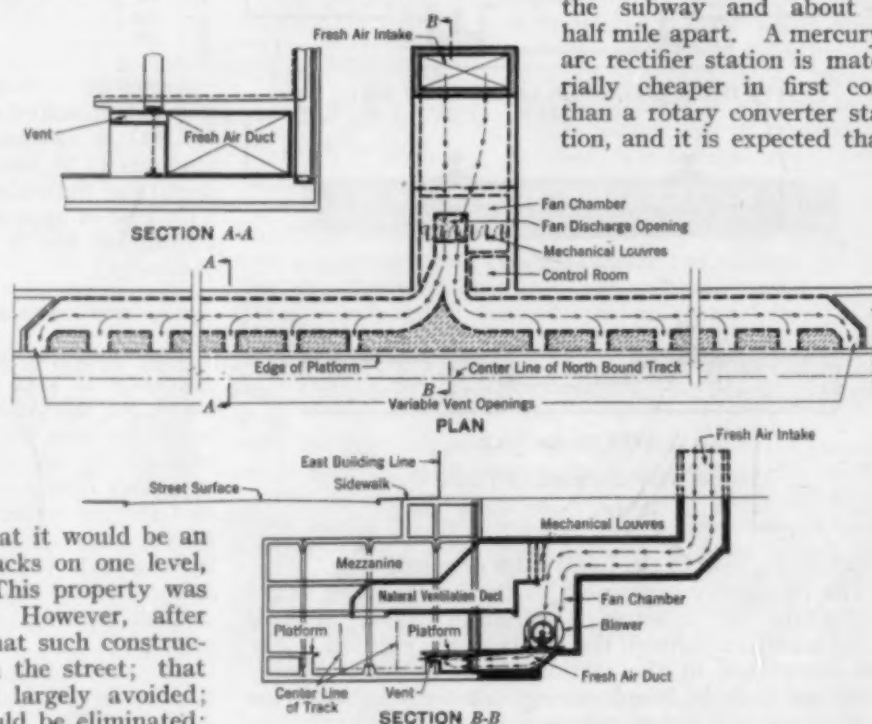 the subway and about
half mile apart. A mercury
arc rectifier station is mate
rially cheaper in first co
than a rotary converter sta
tion, and it is expected tha
B
Fresh Air Intake
Vent
Fresh Air Duct
SECTION A-A
Fan Chamber
Fan Discharge Opening
Mechanical Louvres
Control Room
A
Edge of Platform
B
Center Line of North Bound Track
A
Variable Vent Openings
PLAN
Fresh Air Intake
East Building Line
Street Surface
Sidewalk
Mechanical Louvres
Mezzanine
Natural Ventilation Duct
Fan Chamber
Platform
Platform
Blower
Center Line
of Track
Vent
Fresh Air Duct
SECTION B-B
at it would be an
acks on one level,
This property was
However, after
hat such construc-
the street; that
largely avoided;
uld be eliminated;